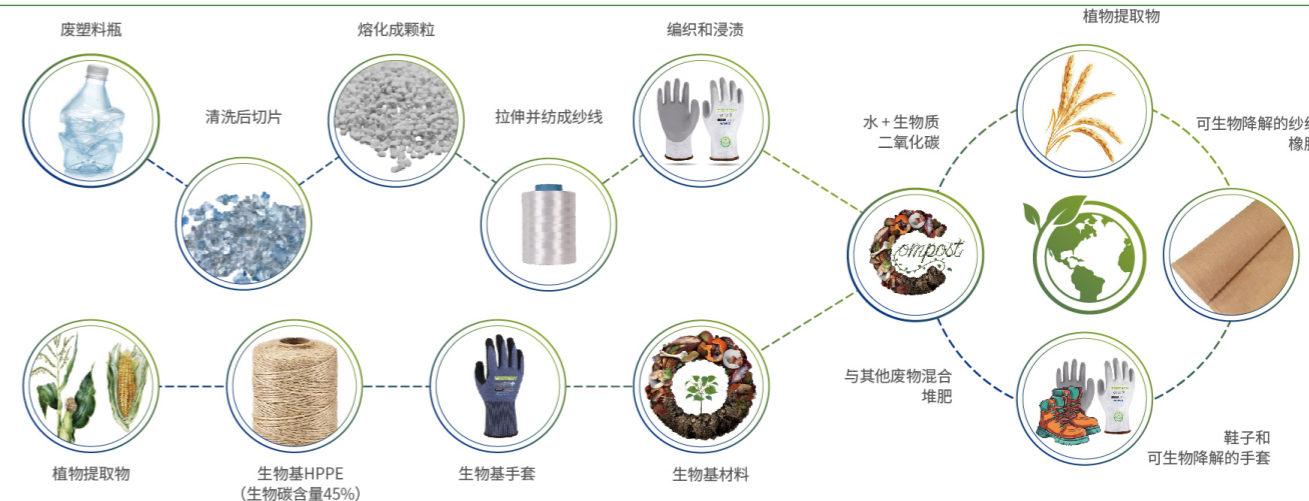 废塑料瓶
清洗后切片
熔化成颗粒
拉伸并纺成纱线
编织和浸渍
植物提取物
水 + 生物质
二氧化碳
可生物降解的纱
橡
compost
与其他废物混合
堆肥
鞋子和
可生物降解的手套
植物提取物
生物基HPPE
（生物碳含量45%）
生物基手套
生物基材料